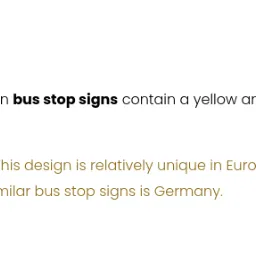 n bus stop signs contain a yellow ar
his design is relatively unique in Euro
milar bus stop signs is Germany.